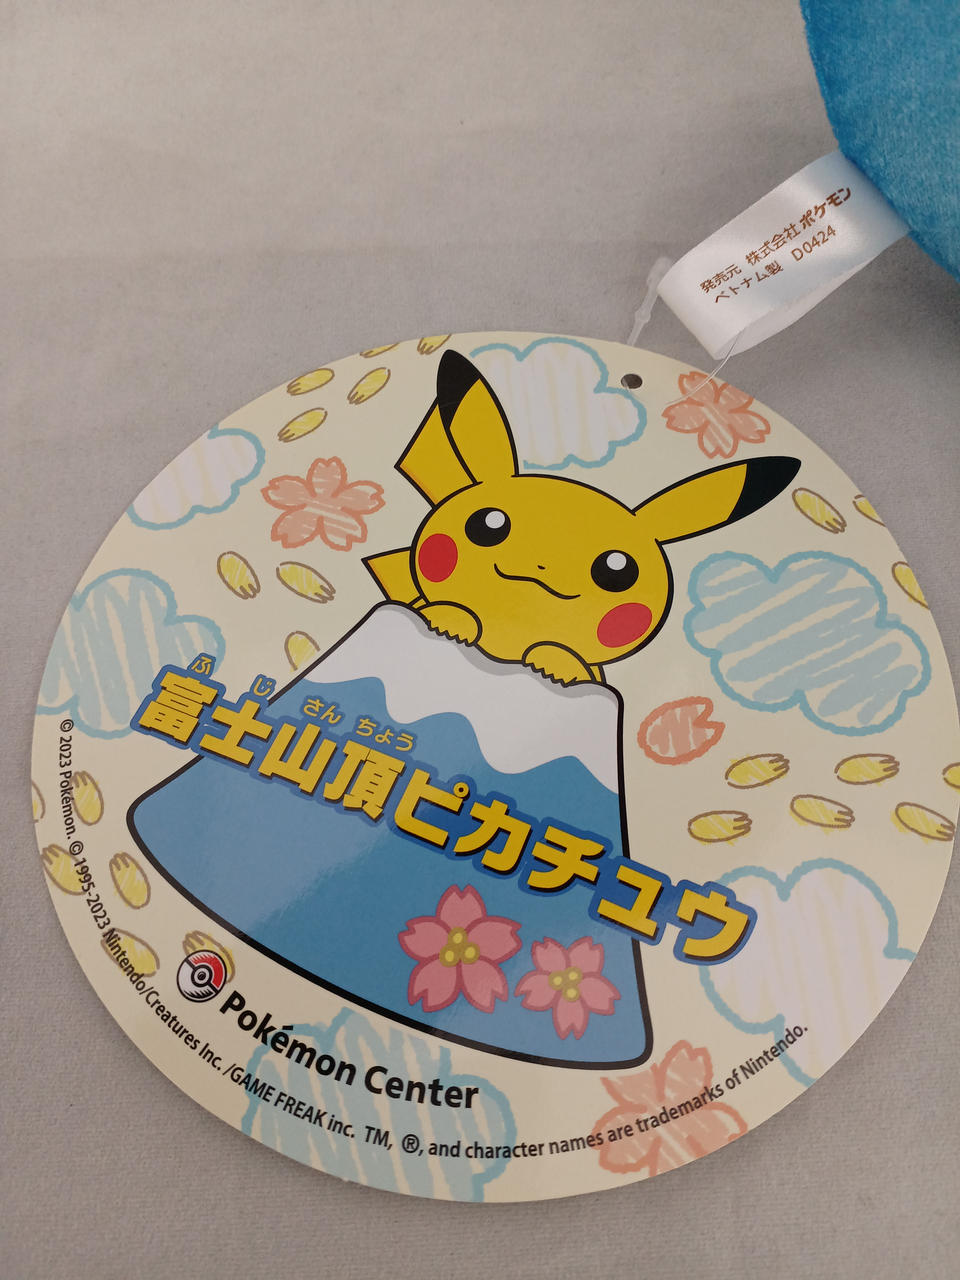 発売元 株式会社ポケモン
ベトナム製 D0424
ふ じ さん ちょう
富士山頂ピカチュウ
Pokémon Center
© 2023 Pokémon. © 1995-2023 Nintendo/Creatures Inc. /GAME FREAK inc. TM, ®, and character names are trademarks of Nintendo.